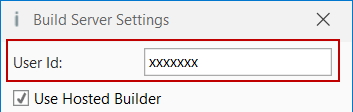 Build Server Settings
User Id: xxxxxxx
Use Hosted Builder